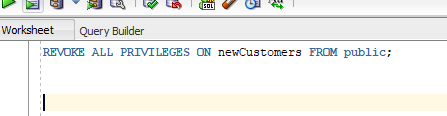 Worksheet Query Builder
REVOKE ALL PRIVILEGES ON newCustomers FROM public;